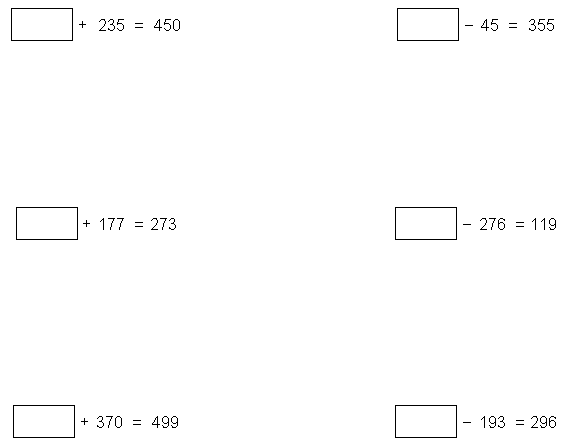 + 235 = 450
– 45 = 355
+ 177 = 273
– 276 = 119
+ 370 = 499
– 193 = 296